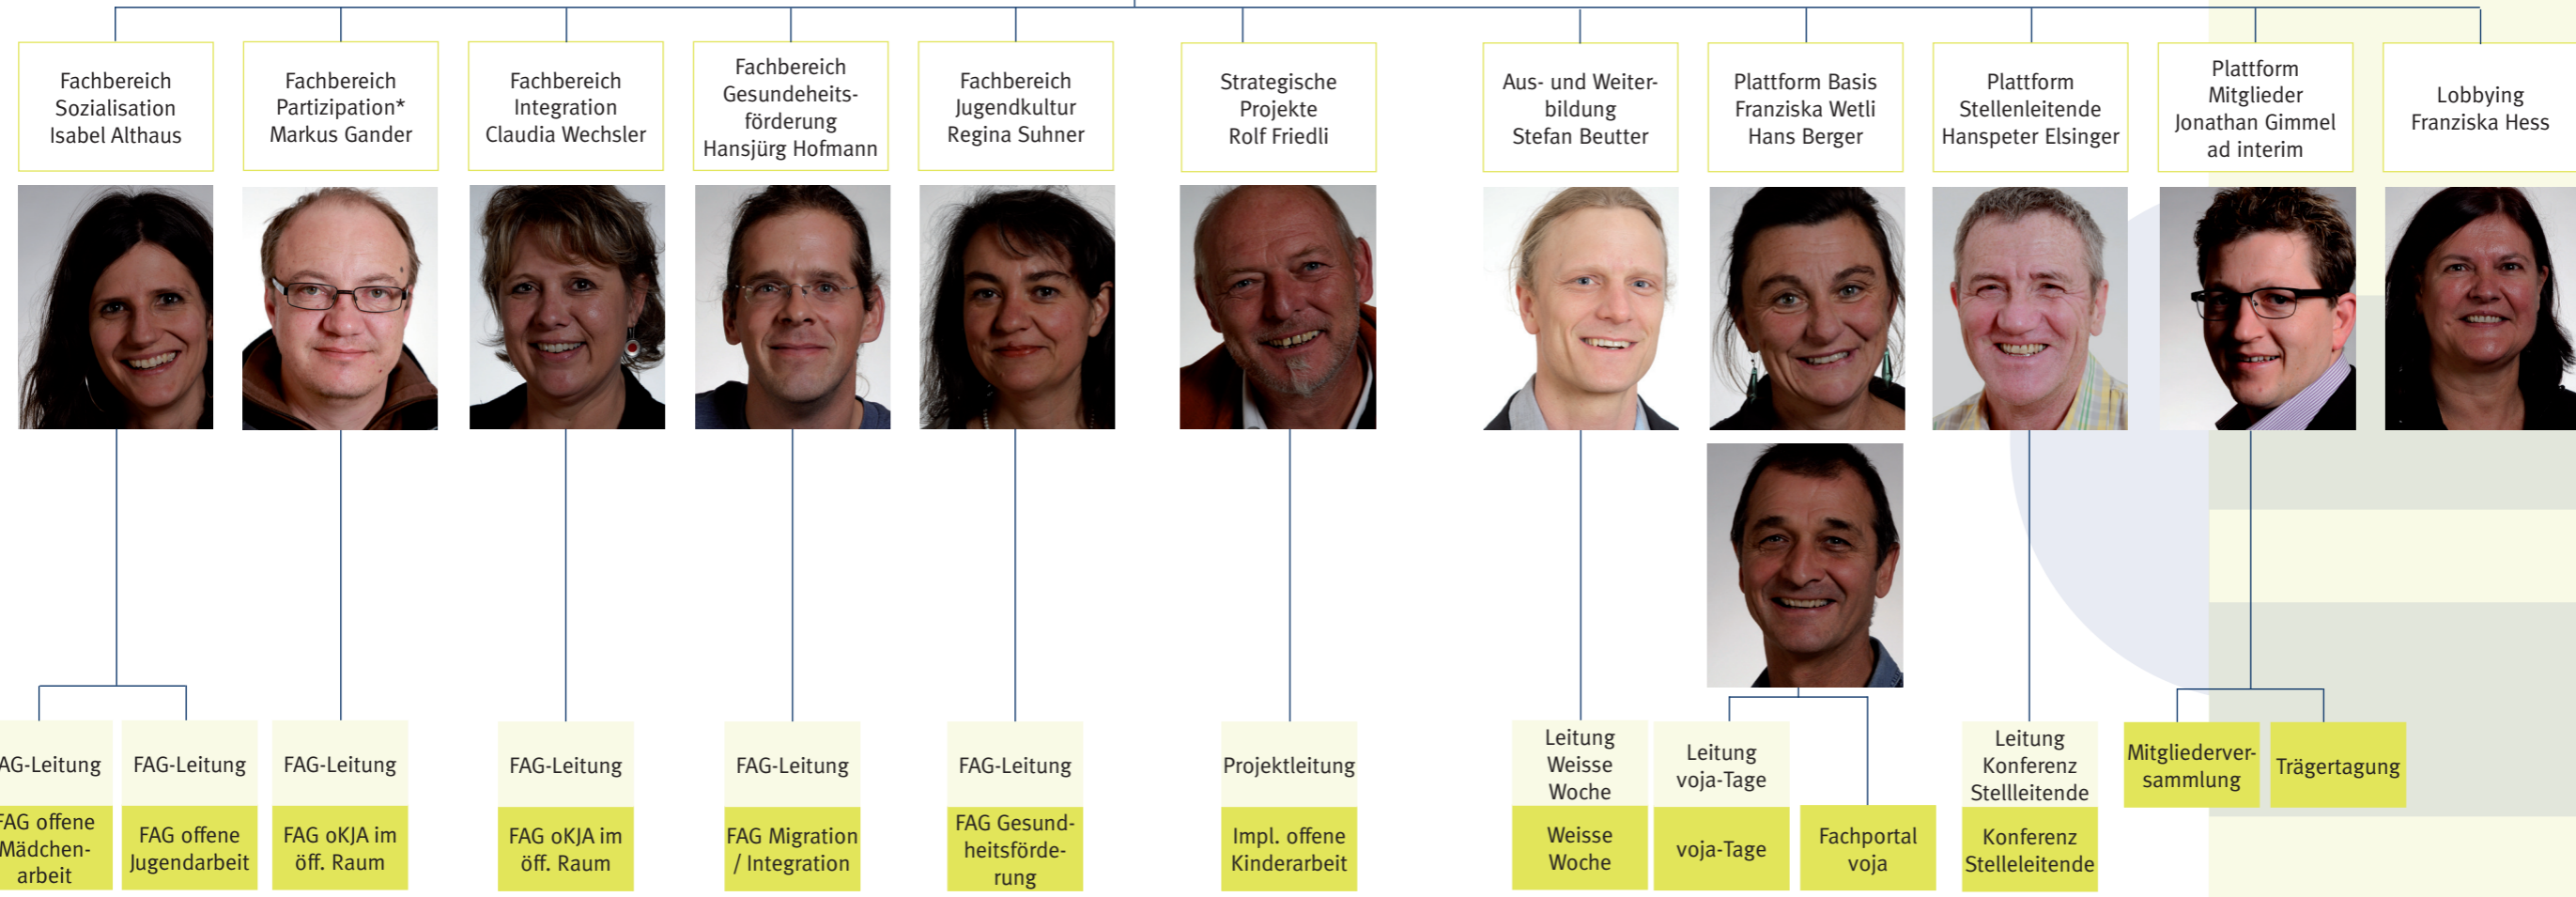 Fachbereich
Sozialisation
Isabel Althaus
Fachbereich
Partizipation*
Markus Gander
Fachbereich
Integration
Claudia Wechsler
Fachbereich
Gesundeheits-
förderung
Hansjürg Hofmann
Fachbereich
Jugendkultur
Regina Suhner
Strategische
Projekte
Rolf Friedli
Aus- und Weiter-
bildung
Stefan Beutter
Plattform Basis
Franziska Wetli
Hans Berger
Plattform
Stellenleitende
Hanspeter Elsinger
Plattform
Mitglieder
Jonathan Gimmel
ad interim
Lobbying
Franziska Hess
AG-Leitung
FAG offene
Mädchen-
arbeit
FAG-Leitung
FAG offene
Jugendarbeit
FAG-Leitung
FAG oKJA im
öff. Raum
FAG-Leitung
FAG oKJA im
öff. Raum
FAG-Leitung
FAG Migration
/ Integration
FAG-Leitung
FAG Gesund-
heitsförde-
rung
Projektleitung
Impl. offene
Kinderarbeit
Leitung
Weisse
Woche
Weisse
Woche
Leitung
voja-Tage
voja-Tage
Fachportal
voja
Leitung
Konferenz
Stellleitende
Konferenz
Stelleleitende
Mitgliederver-
sammlung
Trägertagung